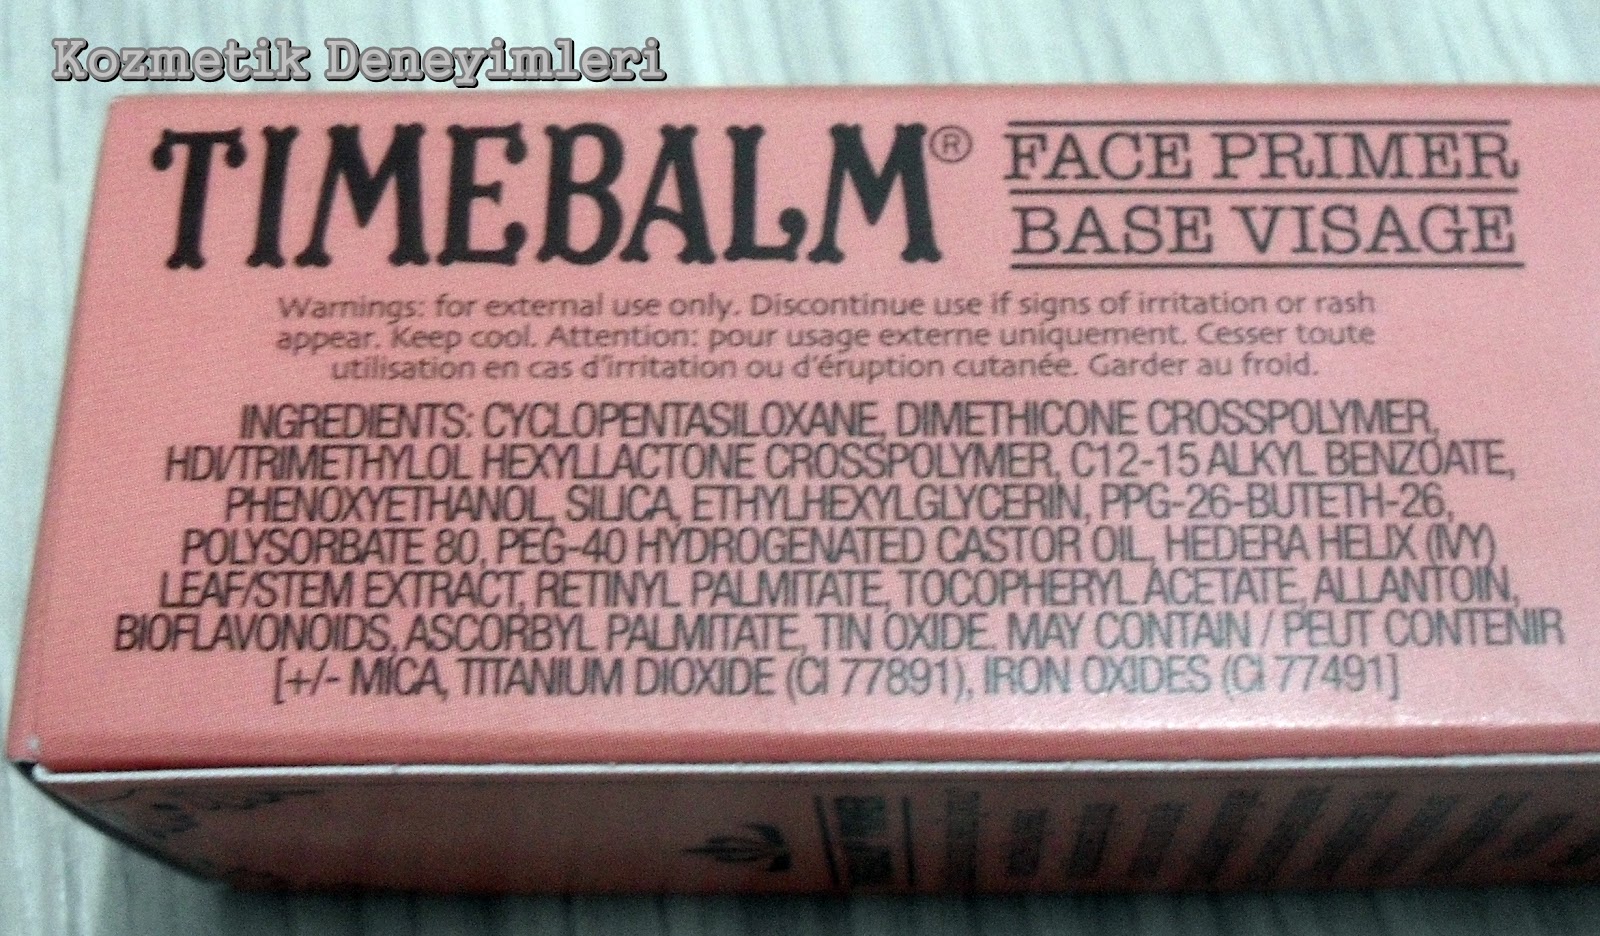 Kozmetik Deneyimleri
TIMEBALM® FACE PRIMER
BASE VISAGE
Warnings: for external use only. Discontinue use if signs of irritation or rash
appear. Keep cool. Attention: pour usage externe uniquement. Cesser toute
utilisation en cas d'irritation ou d'éruption cutanée. Garder au froid.
INGREDIENTS: CYCLOPENTASILOXANE, DIMETHICONE CROSSPOLYMER,
HDI/TRIMETHYLOL HEXYLLACTONE CROSSPOLYMER, C12-15 ALKYL BENZOATE,
PHENOXYETHANOL, SILICA, ETHYLHEXYLGLYCERIN, PPG-26-BUTETH-26,
POLYSORBATE 80, PEG-40 HYDROGENATED CASTOR OIL, HEDERA HELIX (IVY)
LEAF/STEM EXTRACT, RETINYL PALMITATE, TOCOPHERYL ACETATE, ALLANTOIN,
BIOFLAVONOIDS, ASCORBYL PALMITATE, TIN OXIDE. MAY CONTAIN / PEUT CONTENIR
[+/- MICA, TITANIUM DIOXIDE (CI 77891), IRON OXIDES (CI 77491]